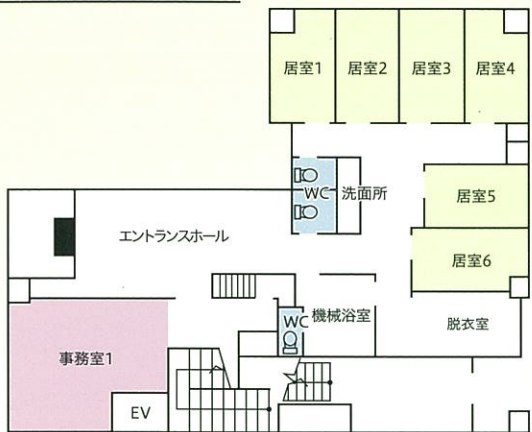 居室1
居室2
居室3
居室4
WC
洗面所
居室5
エントランスホール
居室6
WC
機械浴室
脱衣室
事務室1
EV